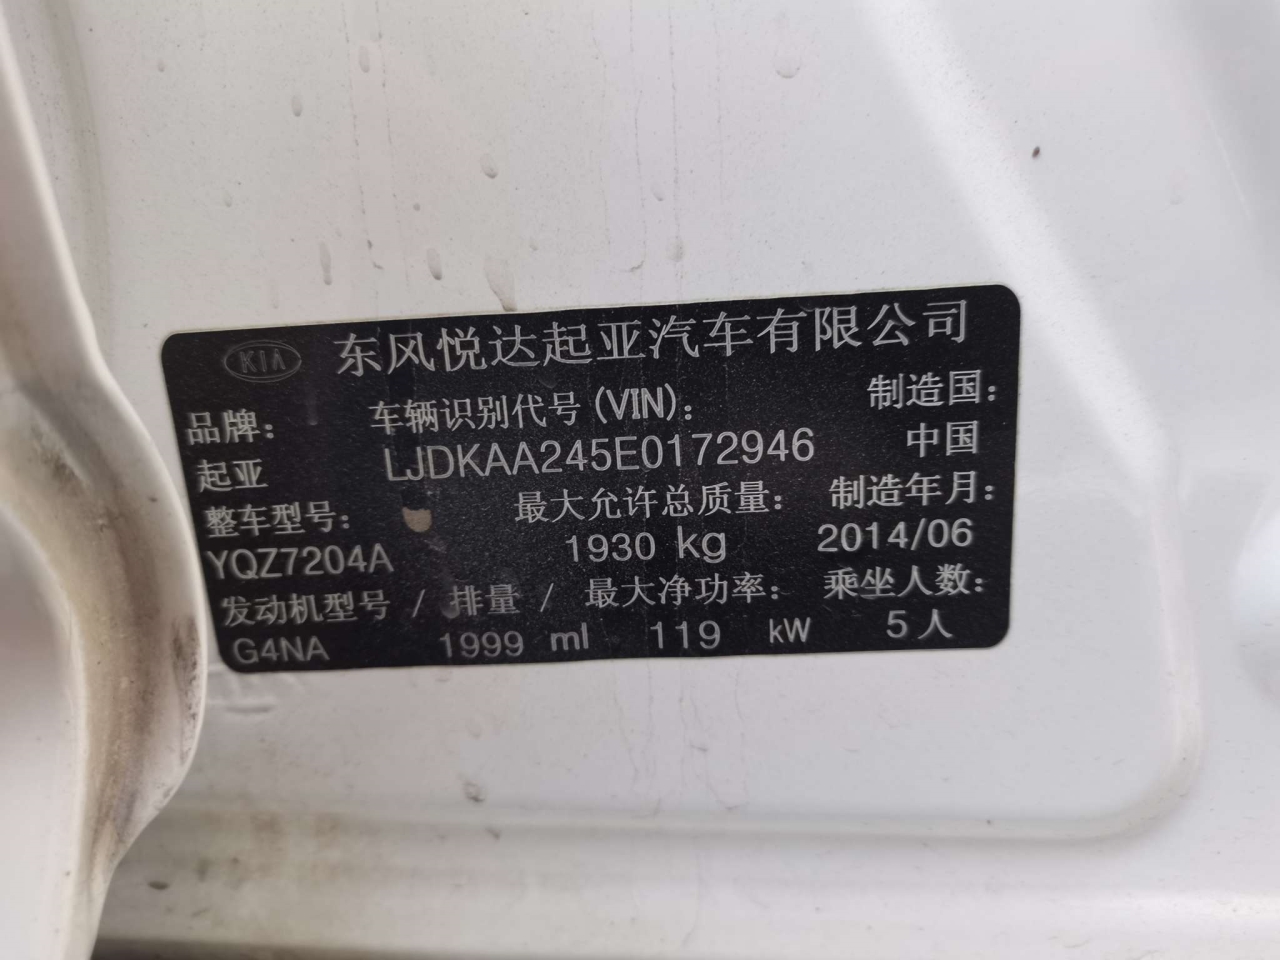 KIA 东风悦达起亚汽车有限公司
品牌： 车辆识别代号(VIN)： 制造国：
起亚 LJDKAA245E0172946 中国
整车型号： 最大允许总质量： 制造年月：
YQZ7204A 1930 kg 2014/06
发动机型号 / 排量 / 最大净功率： 乘坐人数：
G4NA 1999 ml 119 kW 5人